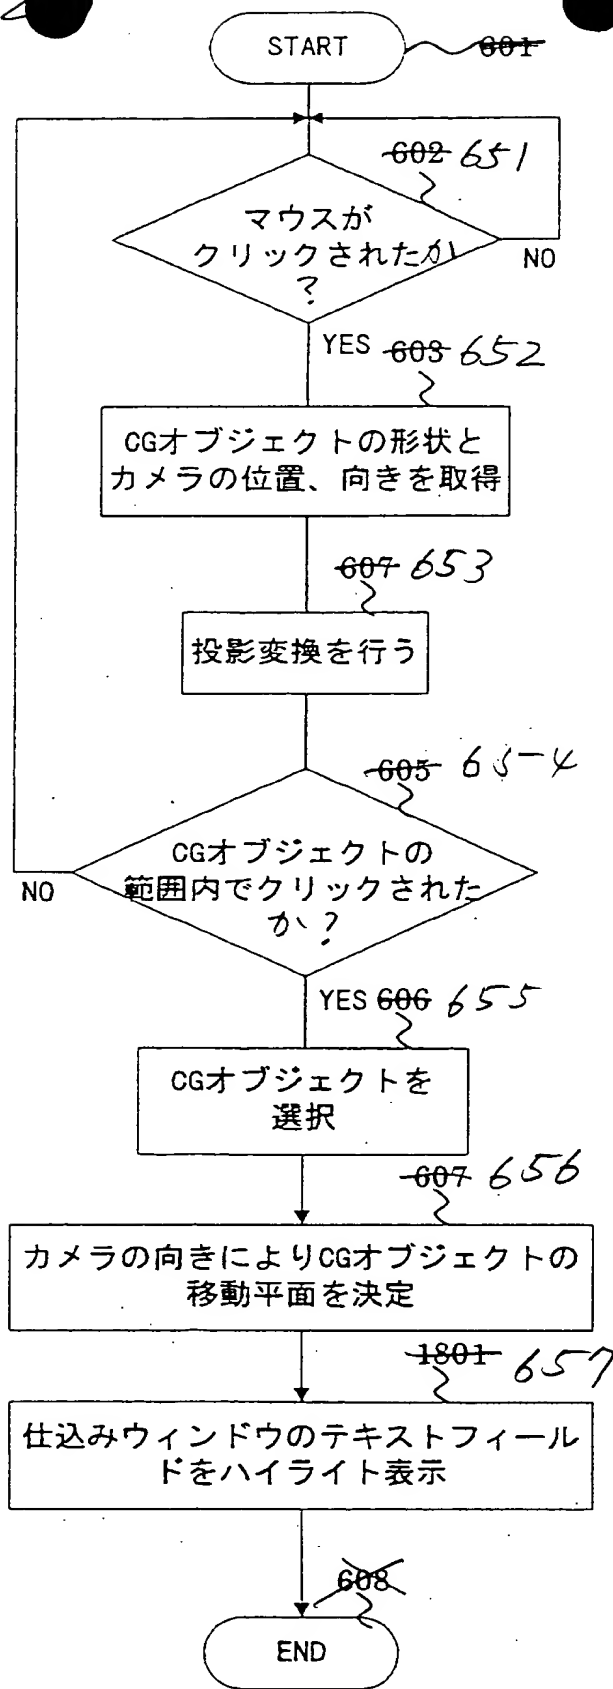 START
601
602 651
マウスが
クリックされたか
?
NO
YES 603 652
CGオブジェクトの形状と
カメラの位置、向きを取得
607 653
投影変換を行う
605 654
CGオブジェクトの
範囲内でクリックされた
か?
NO
YES 606 655
CGオブジェクトを
選択
607 656
カメラの向きによりCGオブジェクトの
移動平面を決定
1801 657
仕込みウィンドウのテキストフィール
ドをハイライト表示
608
END